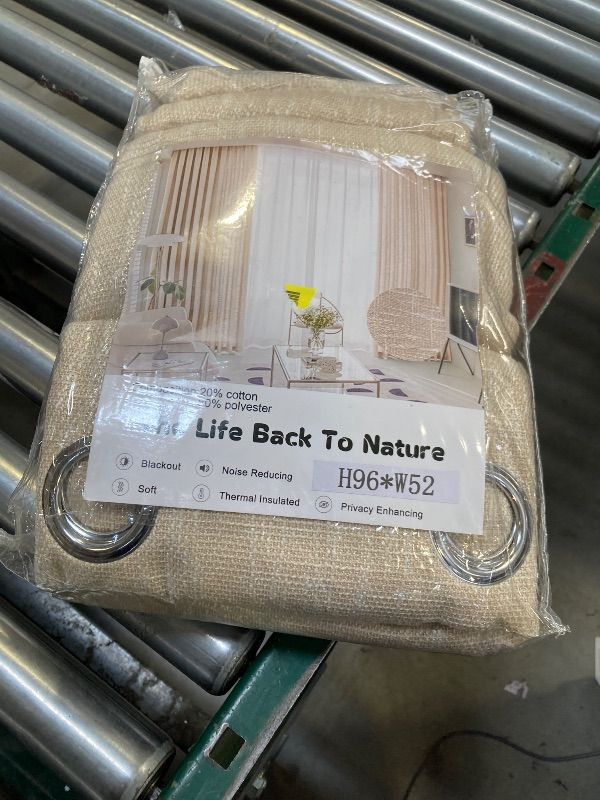 20% cotton
0% polyester
Life Back To Nature
Blackout
Noise Reducing
H96*W52
Soft
Thermal Insulated
Privacy Enhancing